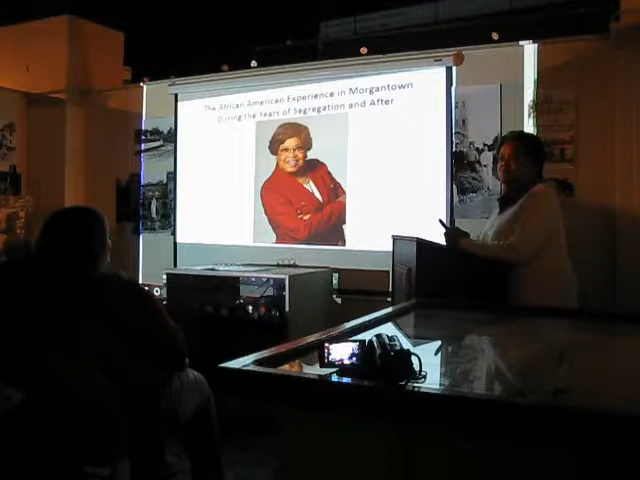 The African American Experience in Morgantown
During the Years of Segregation and After